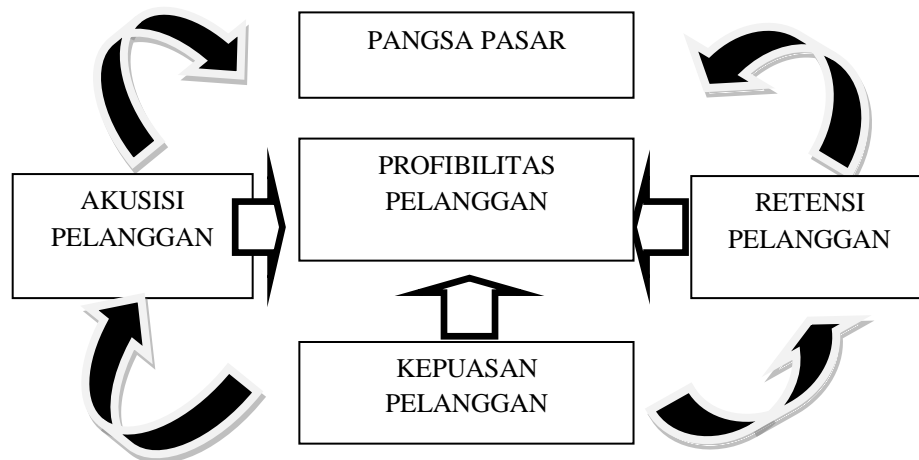 PANGSA PASAR
PROFIBILITAS
PELANGGAN
AKUSISI
PELANGGAN
RETENSI
PELANGGAN
KEPUASAN
PELANGGAN